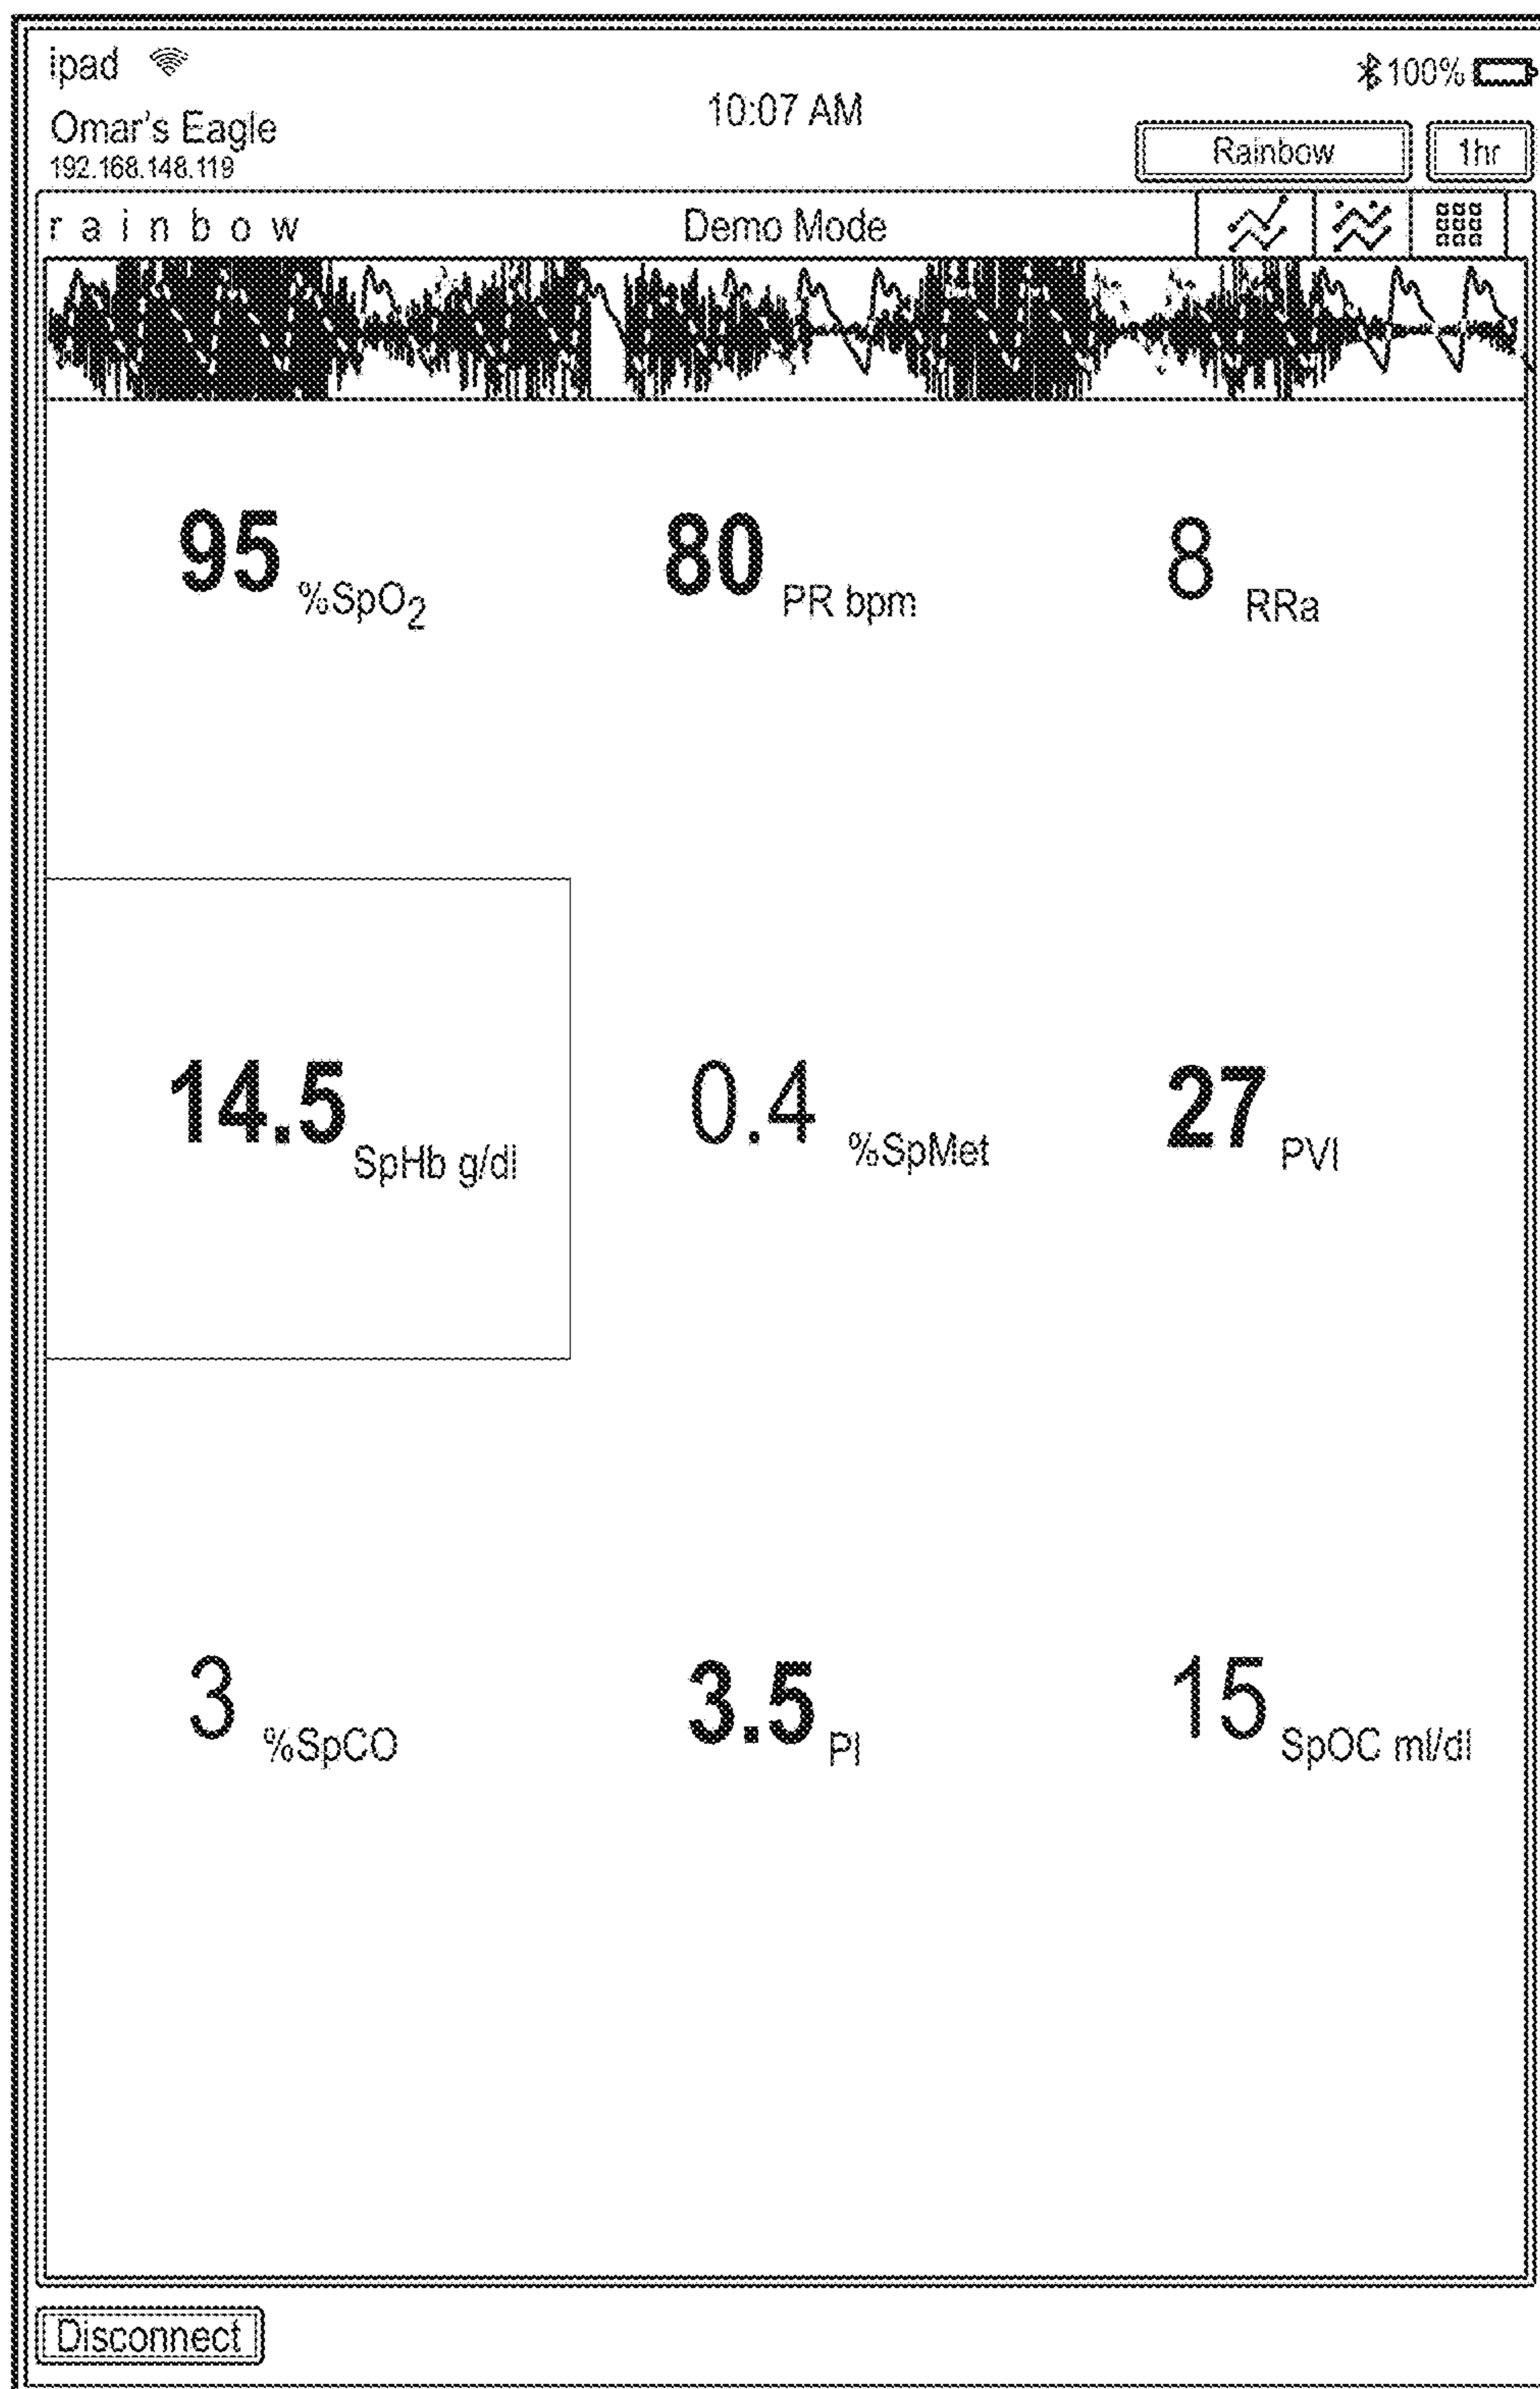 ipad
100%
10:07 AM
Omar's Eagle
192.168.148.119
Rainbow
1hr
rainbow
Demo Mode
95 %SpO₂
80 PR bpm
8 RRa
14.5 SpHb g/dl
0.4 %SpMet
27 PVI
3 %SpCO
3.5 PI
15 SpOC ml/dl
Disconnect